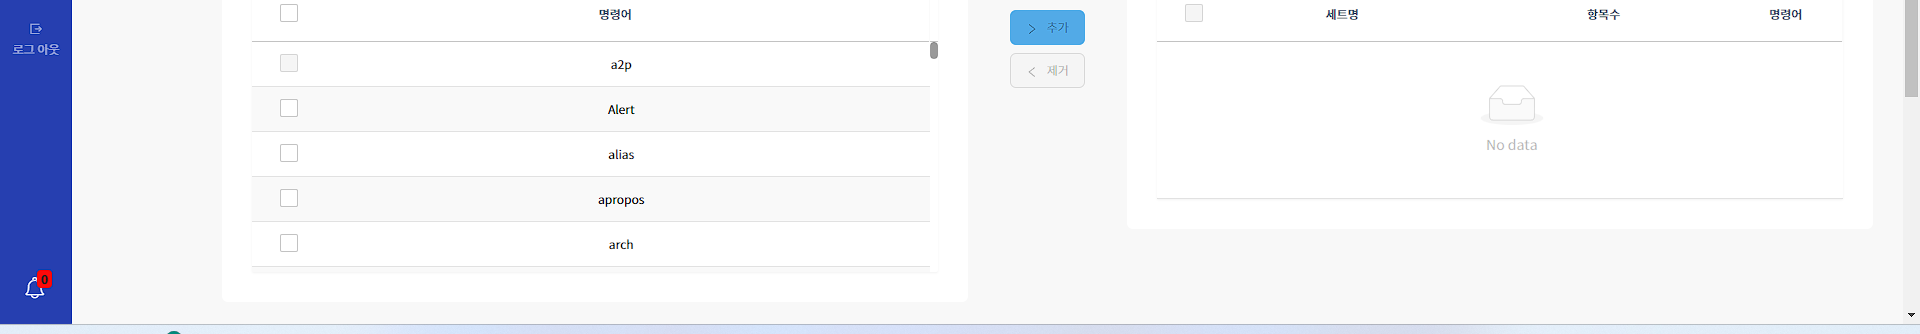 로그 아웃
0
명령어
a2p
Alert
alias
apropos
arch
추가
제거
세트명 항목수 명령어
No data